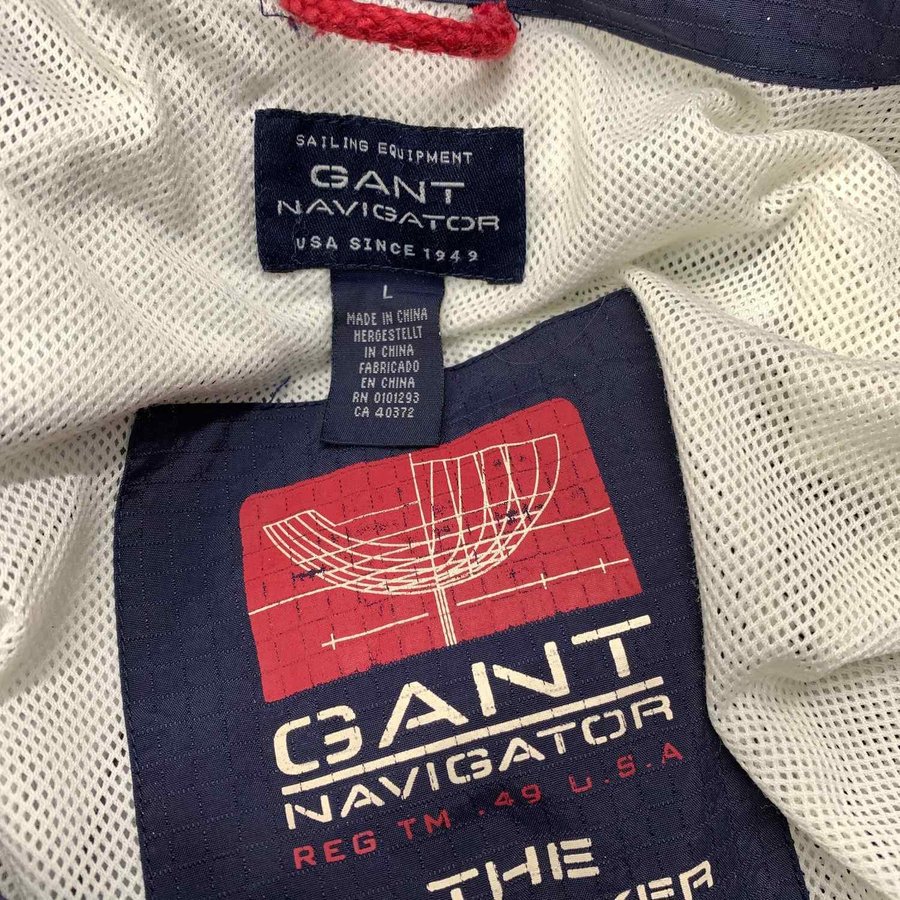 SAILING EQUIPMENT
GANT
NAVIGATOR
USA SINCE 1949
L
MADE IN CHINA
HERGESTELLT
IN CHINA
FABRICADO
EN CHINA
RN 0101293
CA 40372
GANT
NAVIGATOR
REG TM . 49 U.S.A
THE